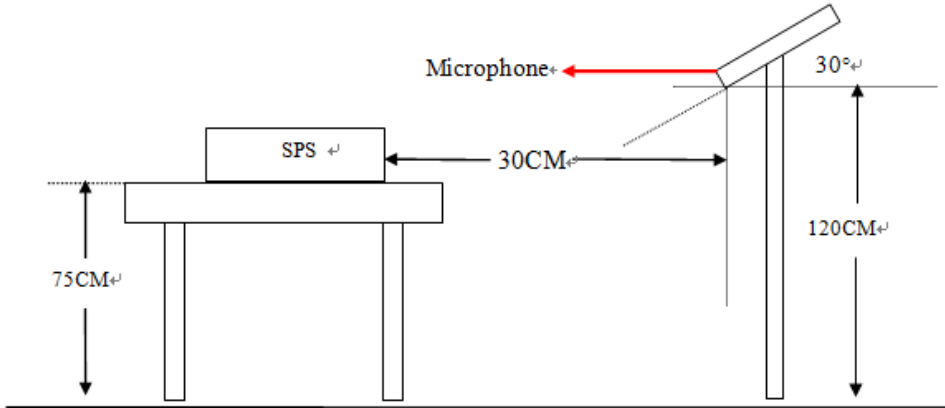 Microphone↵
30°↵
SPS ↵
30CM↵
120CM↵
75CM↵